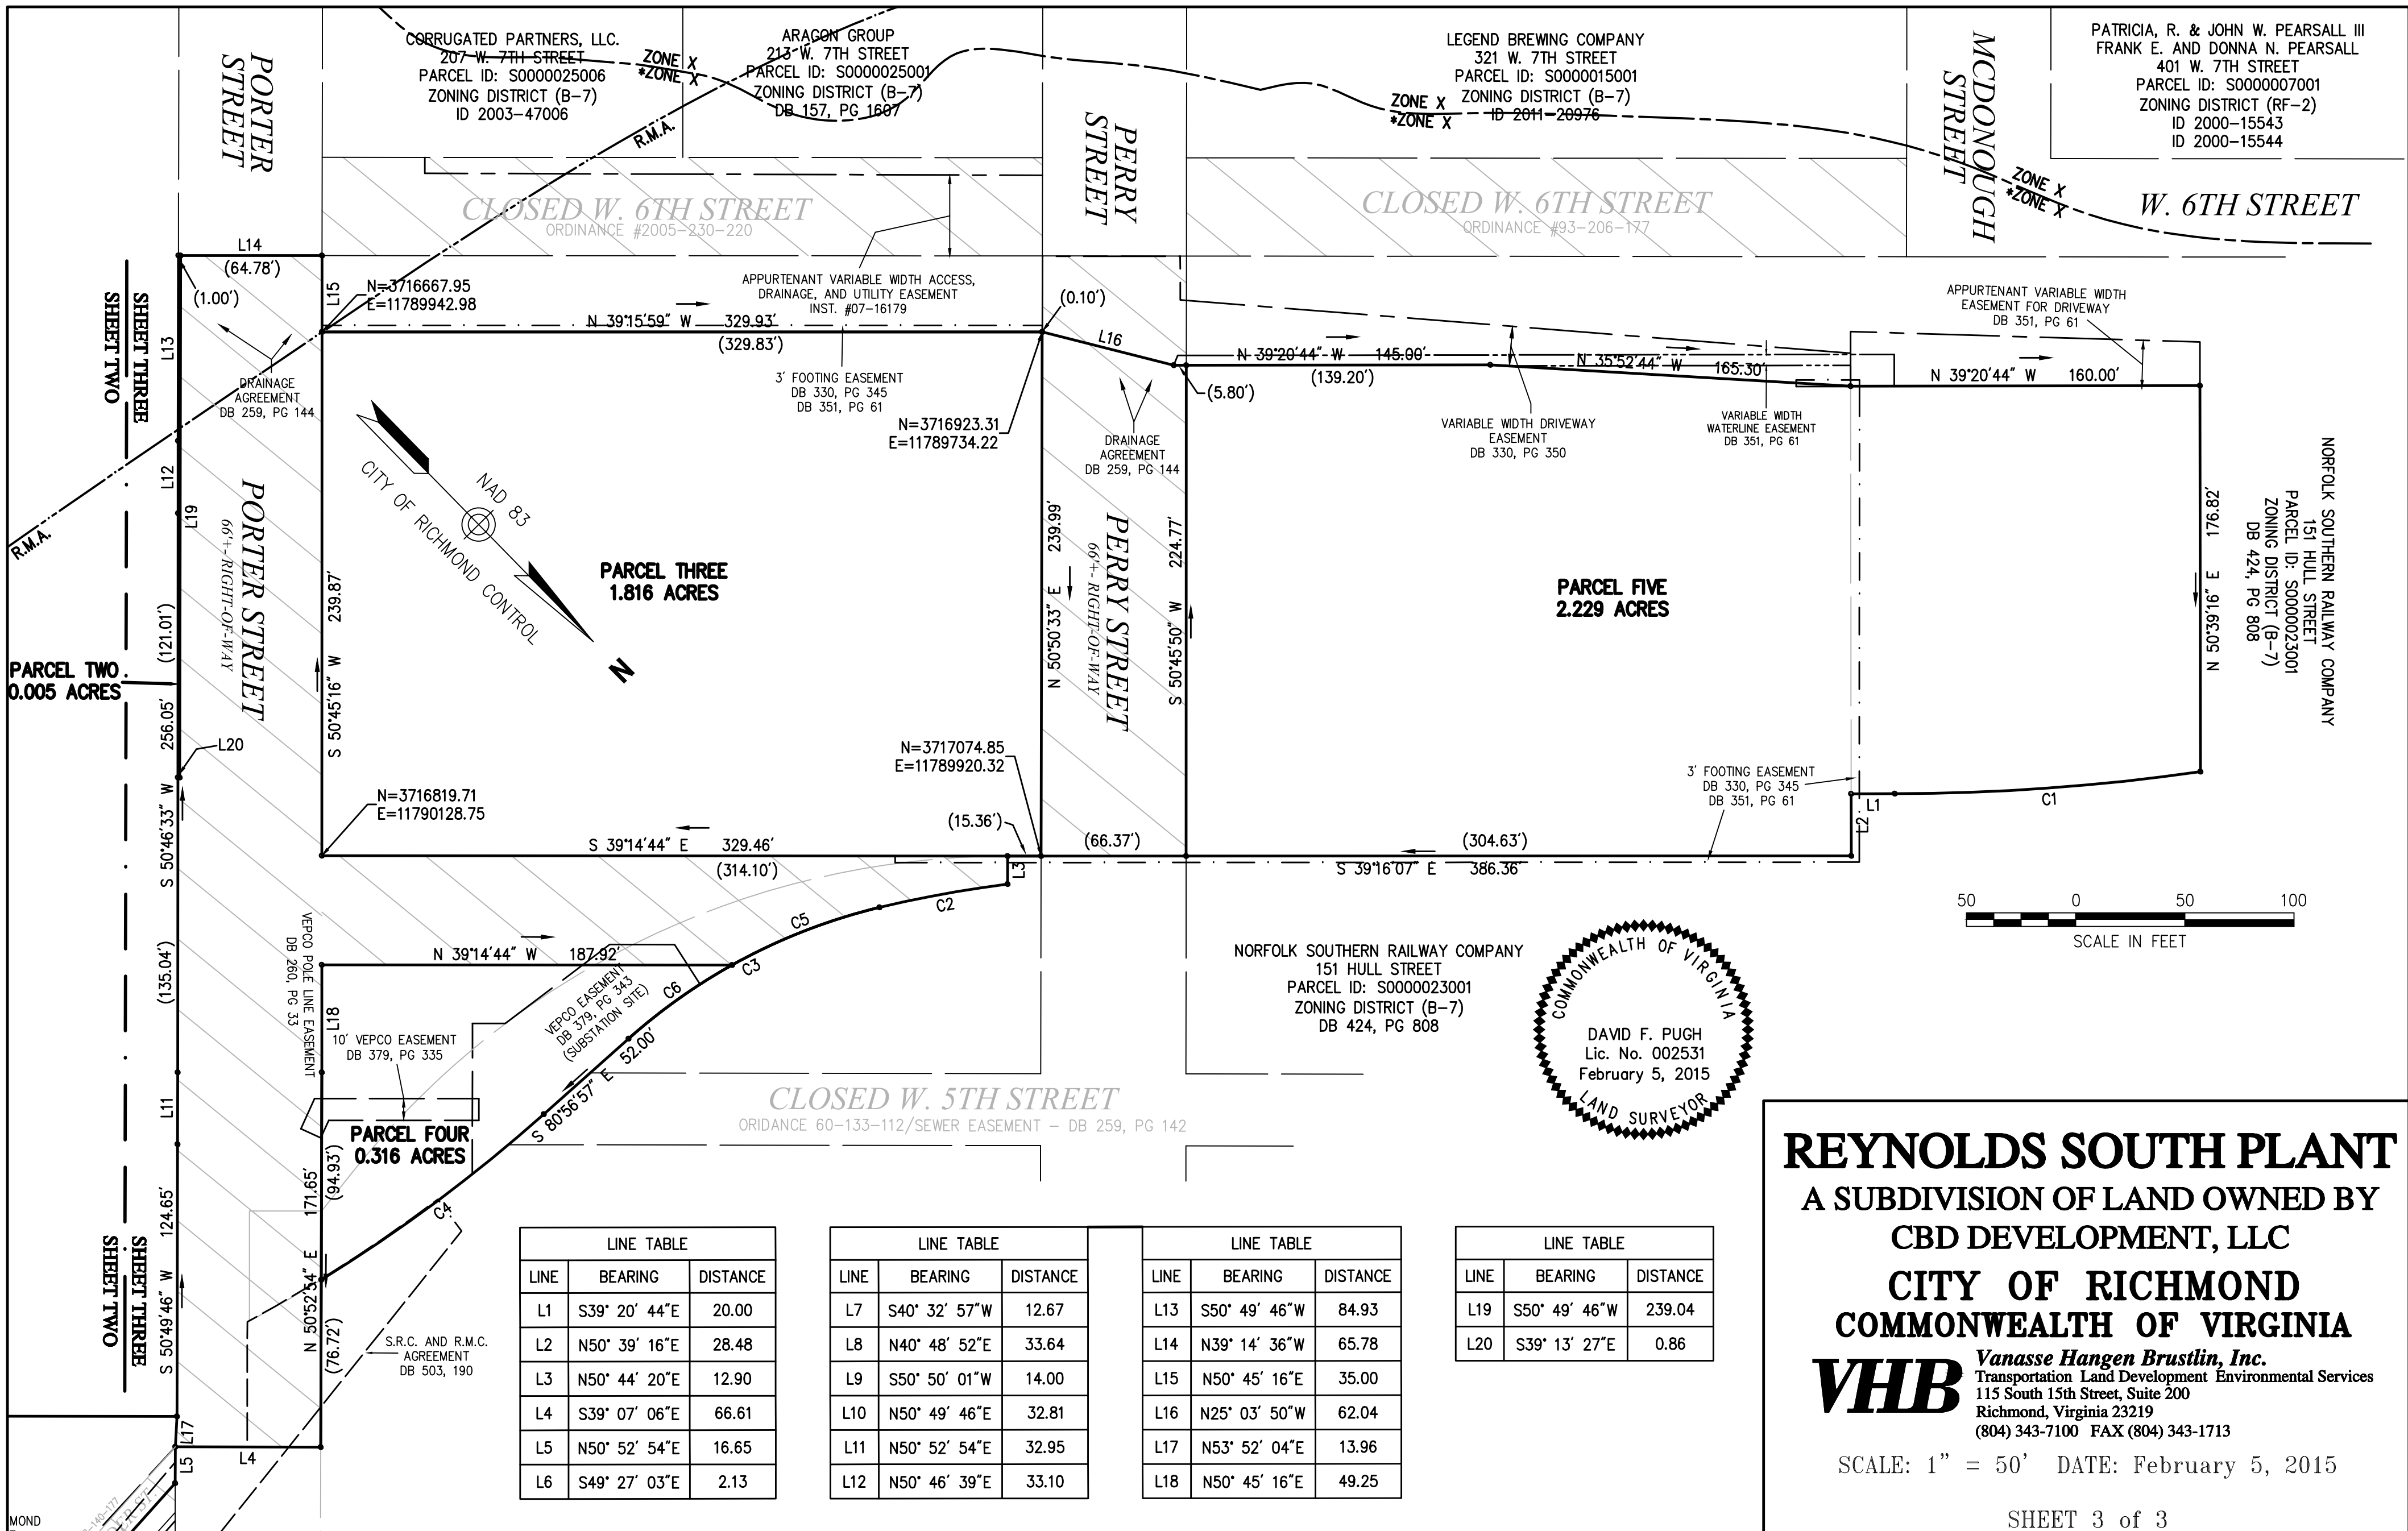 PORTER
STREET
CORRUGATED PARTNERS, LLC.
207 W. 7TH STREET
PARCEL ID: S0000025006
ZONING DISTRICT (B-7)
ID 2003-47006
ZONE X
*ZONE X
R.M.A.
ARAGON GROUP
213 W. 7TH STREET
PARCEL ID: S0000025001
ZONING DISTRICT (B-7)
DB 157, PG 1607
PERRY
STREET
LEGEND BREWING COMPANY
321 W. 7TH STREET
PARCEL ID: S0000015001
ZONING DISTRICT (B-7)
ID 2011-20976
ZONE X
*ZONE X
MCDONOUGH
STREET
PATRICIA, R. & JOHN W. PEARSALL III
FRANK E. AND DONNA N. PEARSALL
401 W. 7TH STREET
PARCEL ID: S0000007001
ZONING DISTRICT (RF-2)
ID 2000-15543
ID 2000-15544
ZONE X
*ZONE X
W. 6TH STREET
CLOSED W. 6TH STREET
ORDINANCE #2005-230-220
CLOSED W. 6TH STREET
ORDINANCE #93-206-177
L14
(64.78')
(1.00')
L15
N=3716667.95
E=11789942.98
APPURTENANT VARIABLE WIDTH ACCESS,
DRAINAGE, AND UTILITY EASEMENT
INST. #07-16179
N 39°15'59" W 329.93'
(329.83')
3' FOOTING EASEMENT
DB 330, PG 345
DB 351, PG 61
(0.10')
L16
N=3716923.31
E=11789734.22
DRAINAGE
AGREEMENT
DB 259, PG 144
N 39°20'44" W 145.00'
(139.20')
(5.80')
N 35°52'44" W 165.30'
VARIABLE WIDTH DRIVEWAY
EASEMENT
DB 330, PG 350
VARIABLE WIDTH
WATERLINE EASEMENT
DB 351, PG 61
APPURTENANT VARIABLE WIDTH
EASEMENT FOR DRIVEWAY
DB 351, PG 61
N 39°20'44" W 160.00'
SHEET THREE
SHEET TWO
L13
DRAINAGE
AGREEMENT
DB 259, PG 144
L12
L19
R.M.A.
PORTER STREET
66'+- RIGHT-OF-WAY
(121.01')
PARCEL TWO
0.005 ACRES
256.05'
L20
S 50°46'33" W
(135.04')
L11
124.65'
S 50°49'46" W
SHEET THREE
SHEET TWO
CITY OF RICHMOND CONTROL
NAD 83
N
239.87'
S 50°45'16" W
PARCEL THREE
1.816 ACRES
239.99'
N 50°50'33" E
PERRY STREET
66'+- RIGHT-OF-WAY
224.77'
S 50°45'50" W
PARCEL FIVE
2.229 ACRES
N 50°39'16" E 176.82'
NORFOLK SOUTHERN RAILWAY COMPANY
151 HULL STREET
PARCEL ID: S0000023001
ZONING DISTRICT (B-7)
DB 424, PG 808
N=3717074.85
E=11789920.32
N=3716819.71
E=11790128.75
(15.36')
(66.37')
(304.63')
S 39°14'44" E 329.46'
(314.10')
L3
S 39°16'07" E 386.36'
3' FOOTING EASEMENT
DB 330, PG 345
DB 351, PG 61
L1
L2
C1
C2
C5
C3
C6
N 39°14'44" W 187.92'
VEPCO POLE LINE EASEMENT
DB 260, PG 33
L18
VEPCO EASEMENT
DB 379, PG 343
(SUBSTATION SITE)
10' VEPCO EASEMENT
DB 379, PG 335
S 80°56'57" E 52.00'
PARCEL FOUR
0.316 ACRES
171.65'
(94.93')
C4
N 50°52'54" E
(76.72')
S.R.C. AND R.M.C.
AGREEMENT
DB 503, 190
L17
L5
L4
MOND
CLOSED W. 5TH STREET
ORIDANCE 60-133-112/SEWER EASEMENT - DB 259, PG 142
NORFOLK SOUTHERN RAILWAY COMPANY
151 HULL STREET
PARCEL ID: S0000023001
ZONING DISTRICT (B-7)
DB 424, PG 808
COMMONWEALTH OF VIRGINIA
DAVID F. PUGH
Lic. No. 002531
February 5, 2015
LAND SURVEYOR
50 0 50 100
SCALE IN FEET
LINE TABLE
LINE BEARING DISTANCE
L1 S39° 20' 44"E 20.00
L2 N50° 39' 16"E 28.48
L3 N50° 44' 20"E 12.90
L4 S39° 07' 06"E 66.61
L5 N50° 52' 54"E 16.65
L6 S49° 27' 03"E 2.13
LINE TABLE
LINE BEARING DISTANCE
L7 S40° 32' 57"W 12.67
L8 N40° 48' 52"E 33.64
L9 S50° 50' 01"W 14.00
L10 N50° 49' 46"E 32.81
L11 N50° 52' 54"E 32.95
L12 N50° 46' 39"E 33.10
LINE TABLE
LINE BEARING DISTANCE
L13 S50° 49' 46"W 84.93
L14 N39° 14' 36"W 65.78
L15 N50° 45' 16"E 35.00
L16 N25° 03' 50"W 62.04
L17 N53° 52' 04"E 13.96
L18 N50° 45' 16"E 49.25
LINE TABLE
LINE BEARING DISTANCE
L19 S50° 49' 46"W 239.04
L20 S39° 13' 27"E 0.86
REYNOLDS SOUTH PLANT
A SUBDIVISION OF LAND OWNED BY
CBD DEVELOPMENT, LLC
CITY OF RICHMOND
COMMONWEALTH OF VIRGINIA
VHB
Vanasse Hangen Brustlin, Inc.
Transportation Land Development Environmental Services
115 South 15th Street, Suite 200
Richmond, Virginia 23219
(804) 343-7100 FAX (804) 343-1713
SCALE: 1" = 50' DATE: February 5, 2015
SHEET 3 of 3